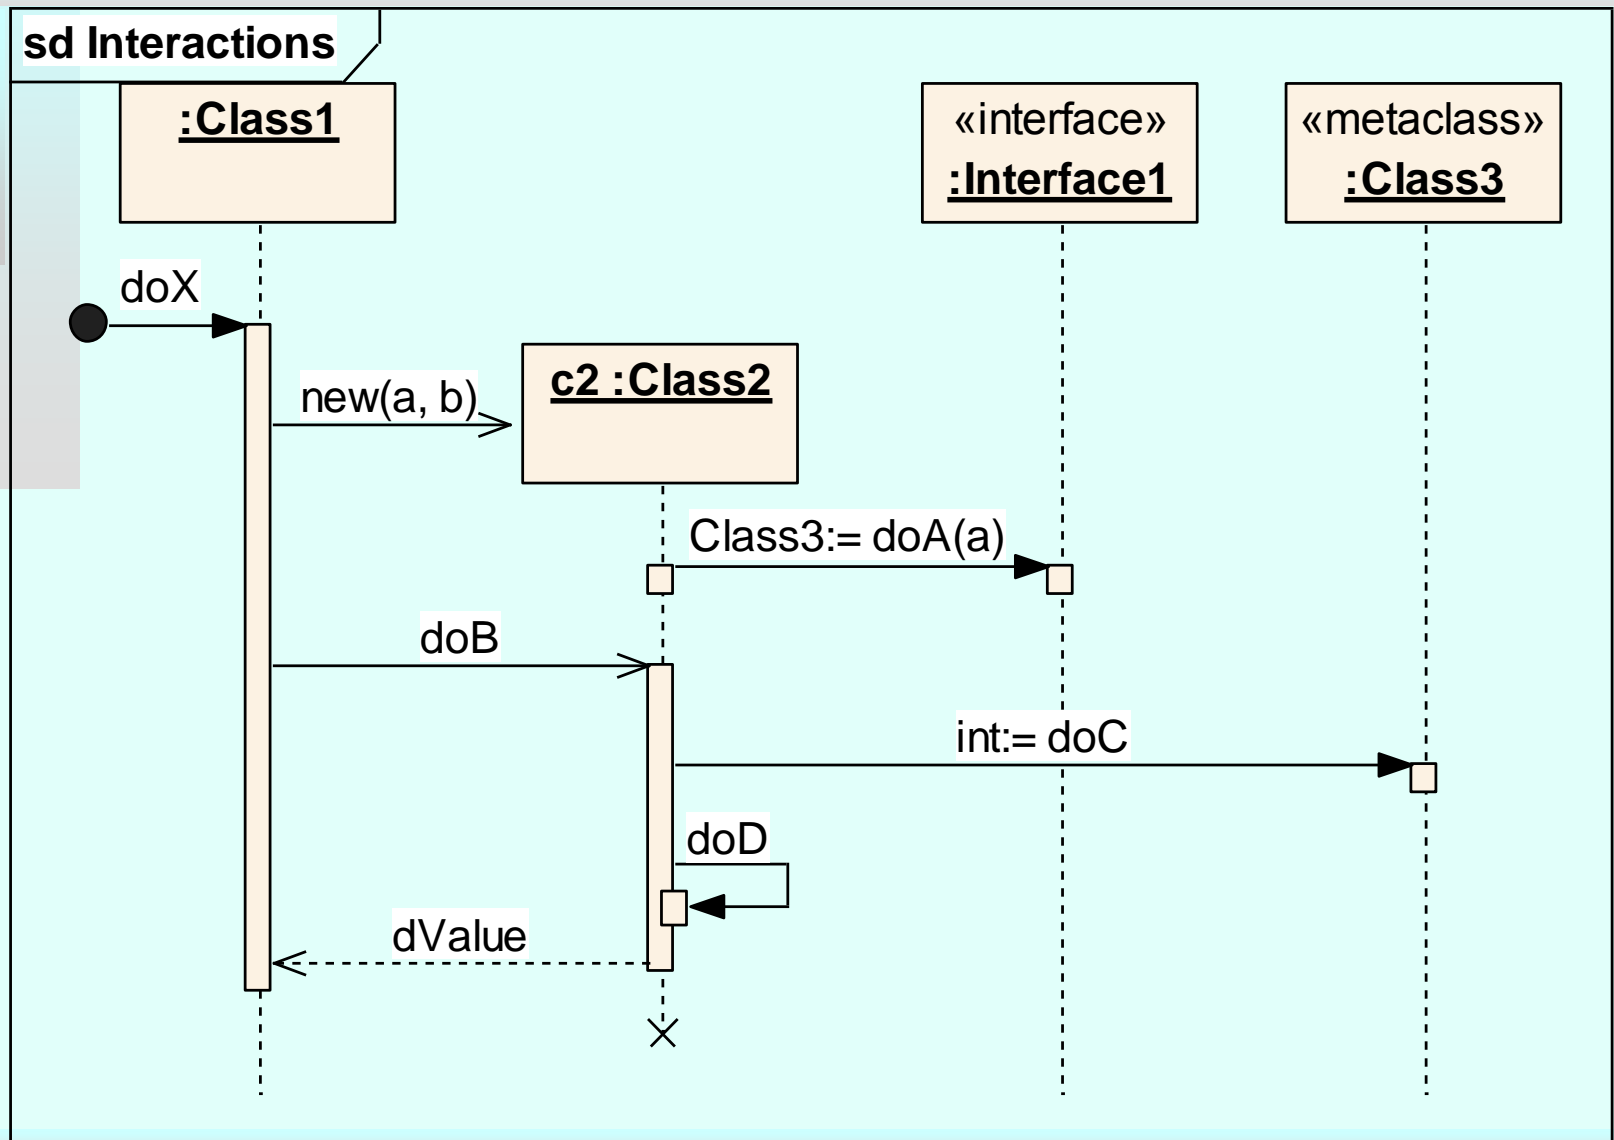 sd Interactions
:Class1
«interface»
:Interface1
«metaclass»
:Class3
doX
new(a, b)
c2 :Class2
Class3:= doA(a)
doB
int:= doC
doD
dValue